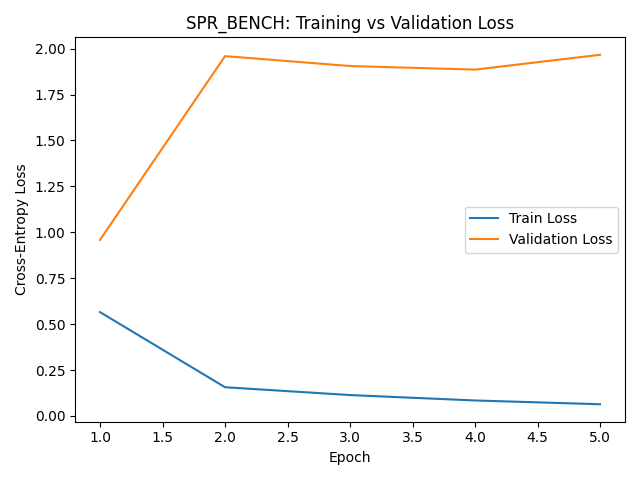 SPR_BENCH: Training vs Validation Loss
2.00
1.75
1.50
1.25
1.00
0.75
0.50
0.25
0.00
Cross-Entropy Loss
Train Loss
Validation Loss
1.0 1.5 2.0 2.5 3.0 3.5 4.0 4.5 5.0
Epoch